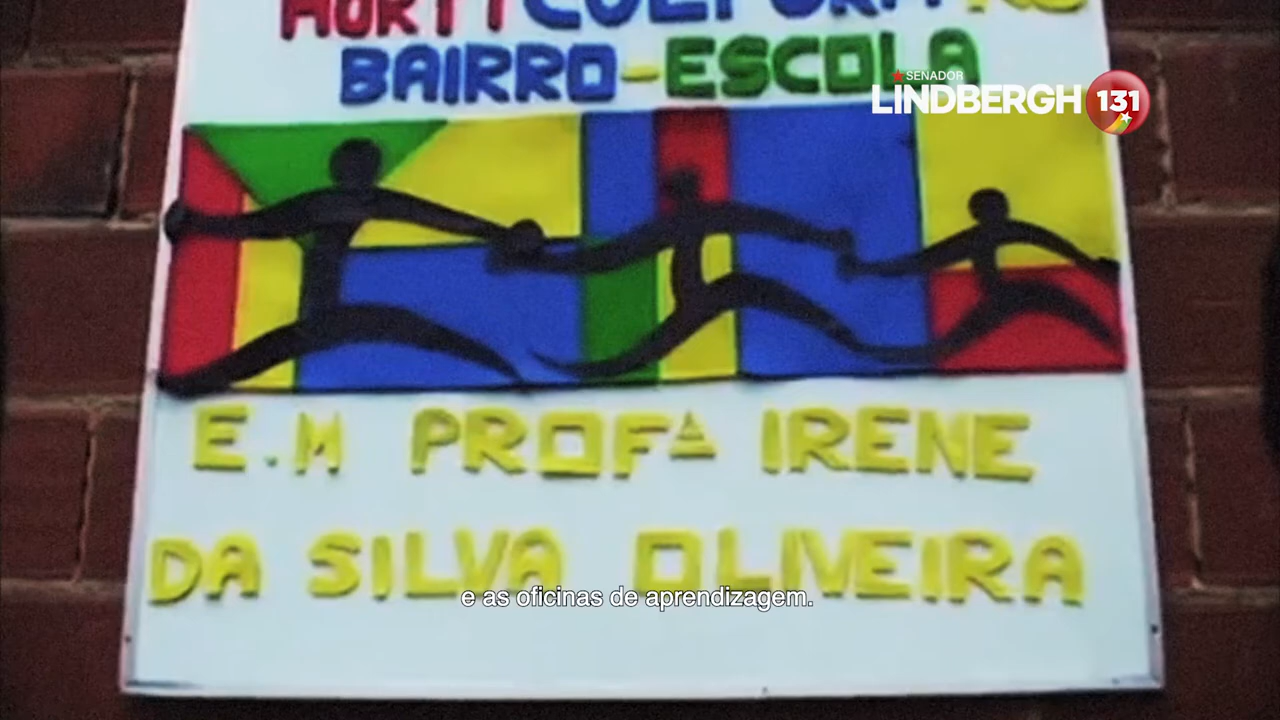 BAIRRO-ESCOLA
SENADOR
LINDBERGH 131
E.M PROFª IRENE
DA SILVA OLIVEIRA
e as oficinas de aprendizagem.